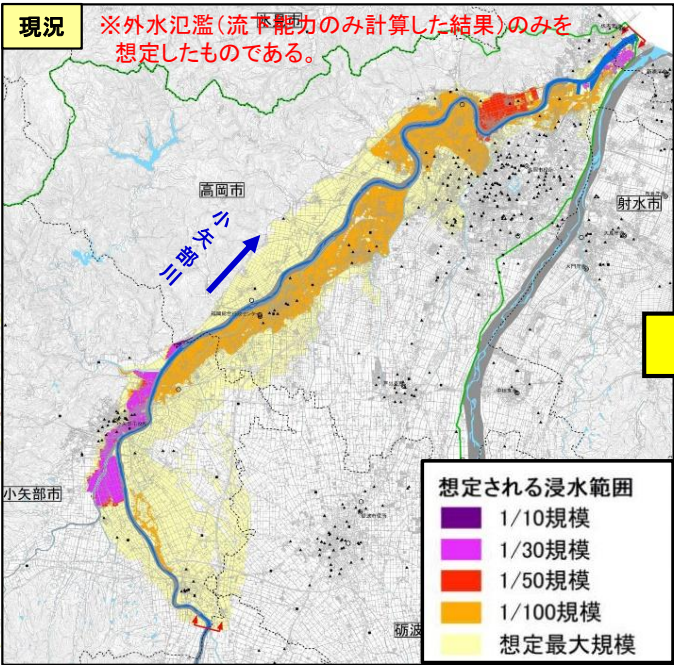 現況
※外水氾濫(流下能力のみ計算した結果)のみを
想定したものである。
高岡市
射水市
小矢部川
小矢部市
砺波
想定される浸水範囲
1/10規模
1/30規模
1/50規模
1/100規模
想定最大規模